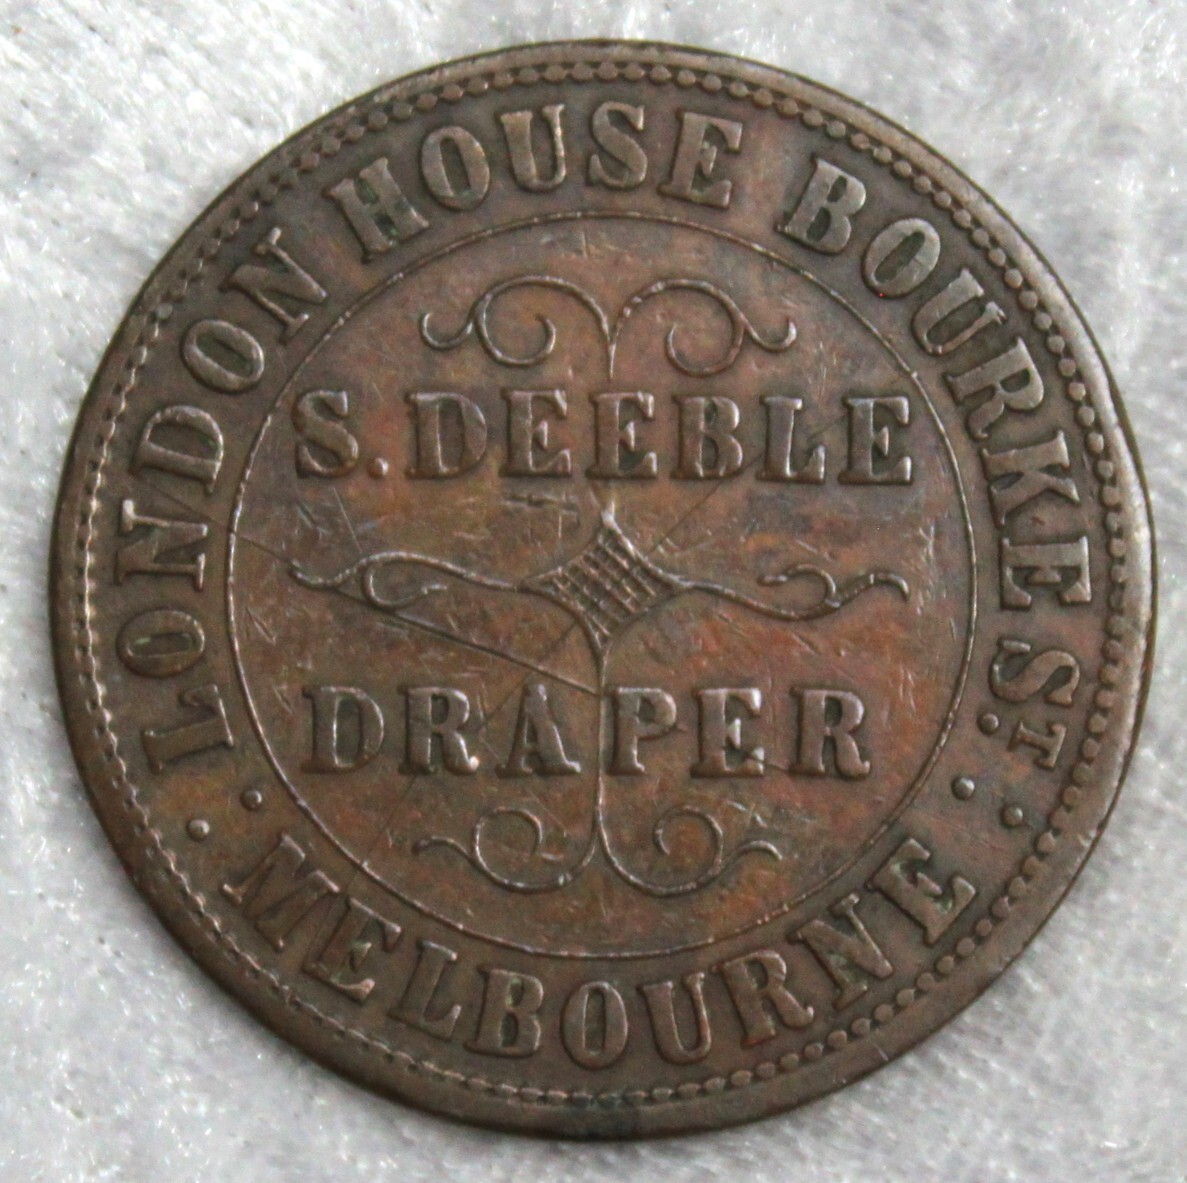 LONDON HOUSE BOURKE ST.
S. DEEBLE
DRAPER
MELBOURNE